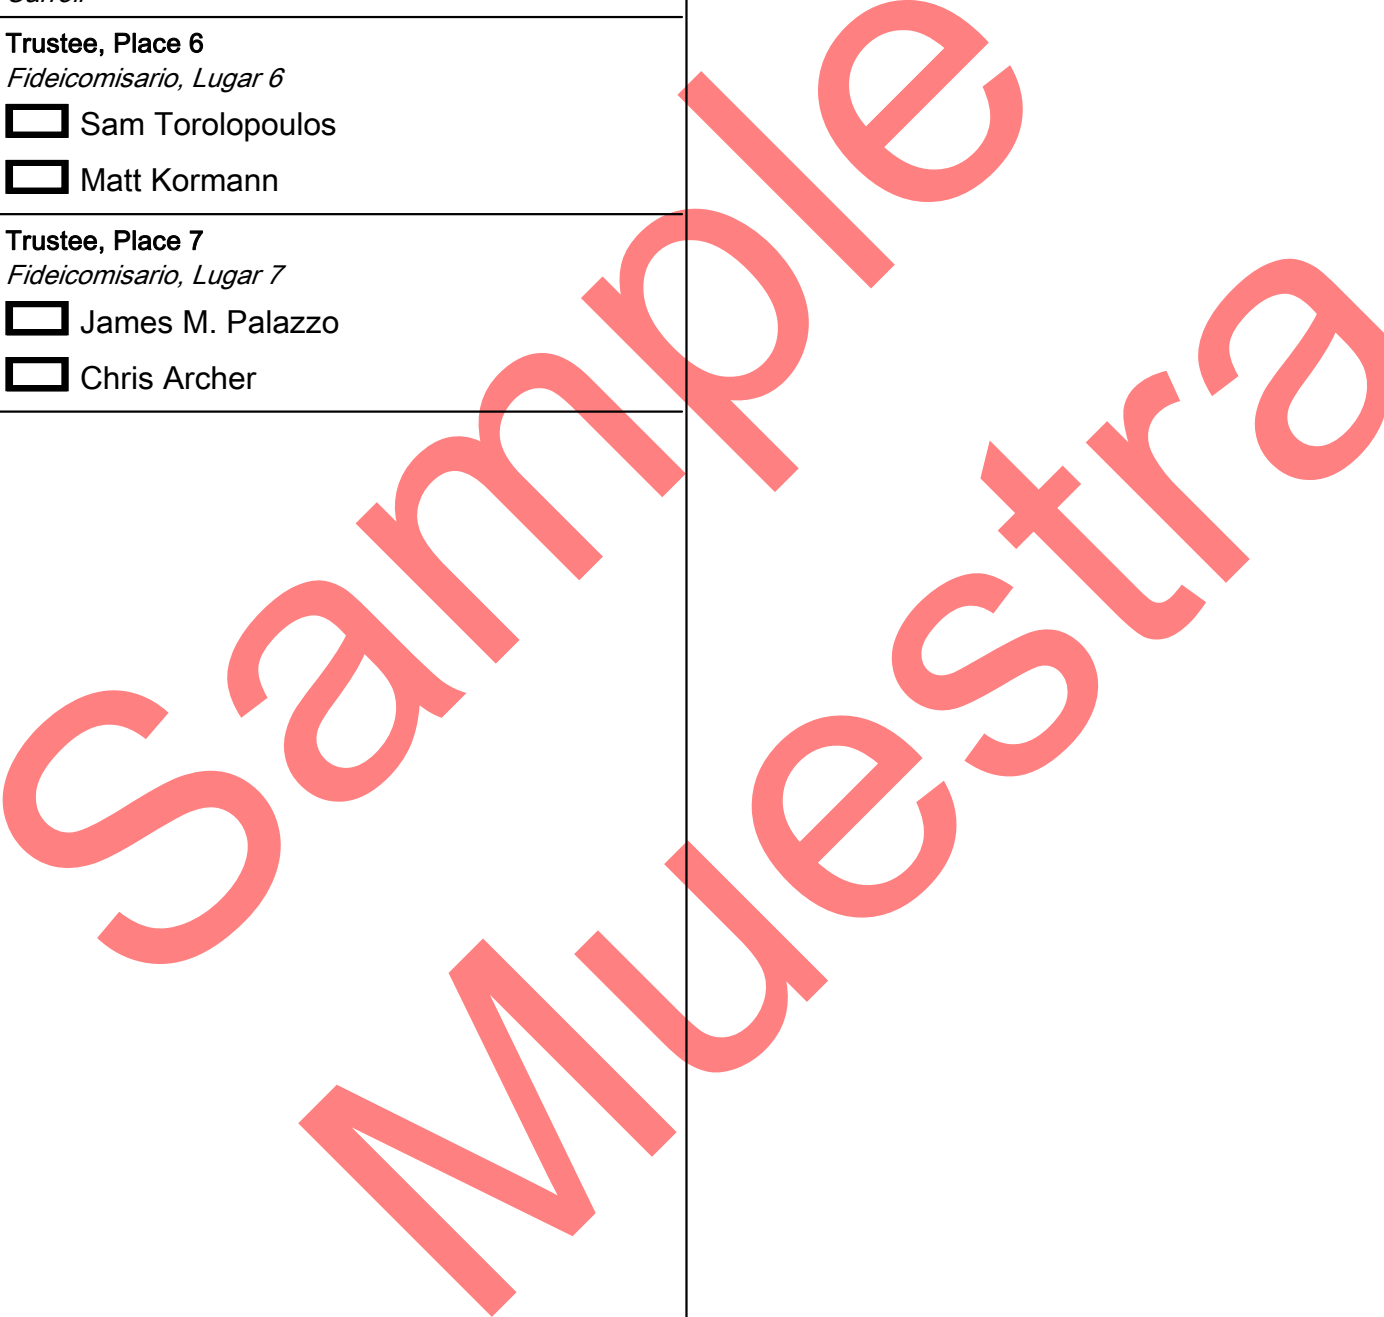 Trustee, Place 6
Fideicomisario, Lugar 6
Sam Torolopoulos
Matt Kormann
Trustee, Place 7
Fideicomisario, Lugar 7
James M. Palazzo
Chris Archer
Sample
Muestra